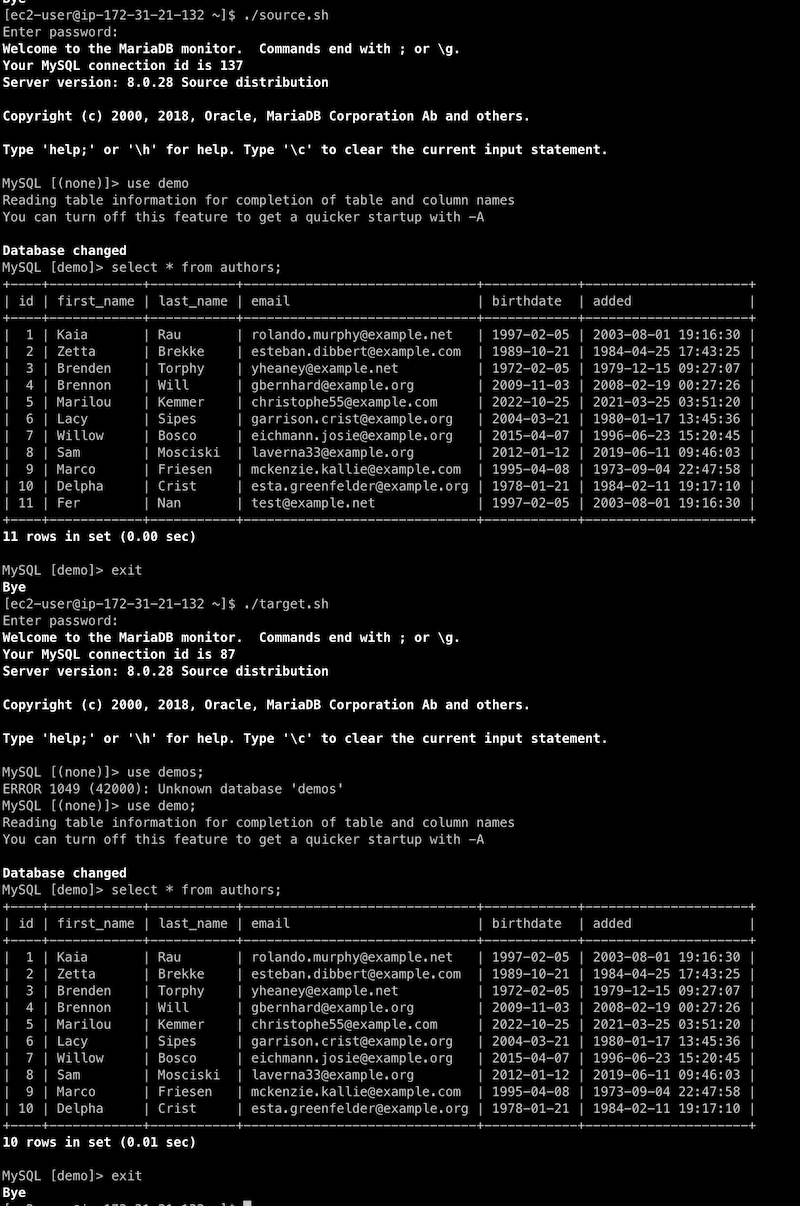 Bye
[ec2-user@ip-172-31-21-132 ~]$ ./source.sh
Enter password:
Welcome to the MariaDB monitor.  Commands end with ; or \g.
Your MySQL connection id is 137
Server version: 8.0.28 Source distribution

Copyright (c) 2000, 2018, Oracle, MariaDB Corporation Ab and others.

Type 'help;' or '\h' for help. Type '\c' to clear the current input statement.

MySQL [(none)]> use demo
Reading table information for completion of table and column names
You can turn off this feature to get a quicker startup with -A

Database changed
MySQL [demo]> select * from authors;
+----+------------+-----------+-----------------------------+------------+---------------------+
| id | first_name | last_name | email                       | birthdate  | added               |
+----+------------+-----------+-----------------------------+------------+---------------------+
|  1 | Kaia       | Rau       | rolando.murphy@example.net  | 1997-02-05 | 2003-08-01 19:16:30 |
|  2 | Zetta      | Brekke    | esteban.dibbert@example.com | 1989-10-21 | 1984-04-25 17:43:25 |
|  3 | Brenden    | Torphy    | yheaney@example.net         | 1972-02-05 | 1979-12-15 09:27:07 |
|  4 | Brennon    | Will      | gbernhard@example.org       | 2009-11-03 | 2008-02-19 00:27:26 |
|  5 | Marilou    | Kemmer    | christophe55@example.com    | 2022-10-25 | 2021-03-25 03:51:20 |
|  6 | Lacy       | Sipes     | garrison.crist@example.org  | 2004-03-21 | 1980-01-17 13:45:36 |
|  7 | Willow     | Bosco     | eichmann.josie@example.org  | 2015-04-07 | 1996-06-23 15:20:45 |
|  8 | Sam        | Mosciski  | laverna33@example.org       | 2012-01-12 | 2019-06-11 09:46:03 |
|  9 | Marco      | Friesen   | mckenzie.kallie@example.com | 1995-04-08 | 1973-09-04 22:47:58 |
| 10 | Delpha     | Crist     | esta.greenfelder@example.org | 1978-01-21 | 1984-02-11 19:17:10 |
| 11 | Fer        | Nan       | test@example.net            | 1997-02-05 | 2003-08-01 19:16:30 |
+----+------------+-----------+-----------------------------+------------+---------------------+
11 rows in set (0.00 sec)

MySQL [demo]> exit
Bye
[ec2-user@ip-172-31-21-132 ~]$ ./target.sh
Enter password:
Welcome to the MariaDB monitor.  Commands end with ; or \g.
Your MySQL connection id is 87
Server version: 8.0.28 Source distribution

Copyright (c) 2000, 2018, Oracle, MariaDB Corporation Ab and others.

Type 'help;' or '\h' for help. Type '\c' to clear the current input statement.

MySQL [(none)]> use demos;
ERROR 1049 (42000): Unknown database 'demos'
MySQL [(none)]> use demo;
Reading table information for completion of table and column names
You can turn off this feature to get a quicker startup with -A

Database changed
MySQL [demo]> select * from authors;
+----+------------+-----------+-----------------------------+------------+---------------------+
| id | first_name | last_name | email                       | birthdate  | added               |
+----+------------+-----------+-----------------------------+------------+---------------------+
|  1 | Kaia       | Rau       | rolando.murphy@example.net  | 1997-02-05 | 2003-08-01 19:16:30 |
|  2 | Zetta      | Brekke    | esteban.dibbert@example.com | 1989-10-21 | 1984-04-25 17:43:25 |
|  3 | Brenden    | Torphy    | yheaney@example.net         | 1972-02-05 | 1979-12-15 09:27:07 |
|  4 | Brennon    | Will      | gbernhard@example.org       | 2009-11-03 | 2008-02-19 00:27:26 |
|  5 | Marilou    | Kemmer    | christophe55@example.com    | 2022-10-25 | 2021-03-25 03:51:20 |
|  6 | Lacy       | Sipes     | garrison.crist@example.org  | 2004-03-21 | 1980-01-17 13:45:36 |
|  7 | Willow     | Bosco     | eichmann.josie@example.org  | 2015-04-07 | 1996-06-23 15:20:45 |
|  8 | Sam        | Mosciski  | laverna33@example.org       | 2012-01-12 | 2019-06-11 09:46:03 |
|  9 | Marco      | Friesen   | mckenzie.kallie@example.com | 1995-04-08 | 1973-09-04 22:47:58 |
| 10 | Delpha     | Crist     | esta.greenfelder@example.org | 1978-01-21 | 1984-02-11 19:17:10 |
+----+------------+-----------+-----------------------------+------------+---------------------+
10 rows in set (0.01 sec)

MySQL [demo]> exit
Bye